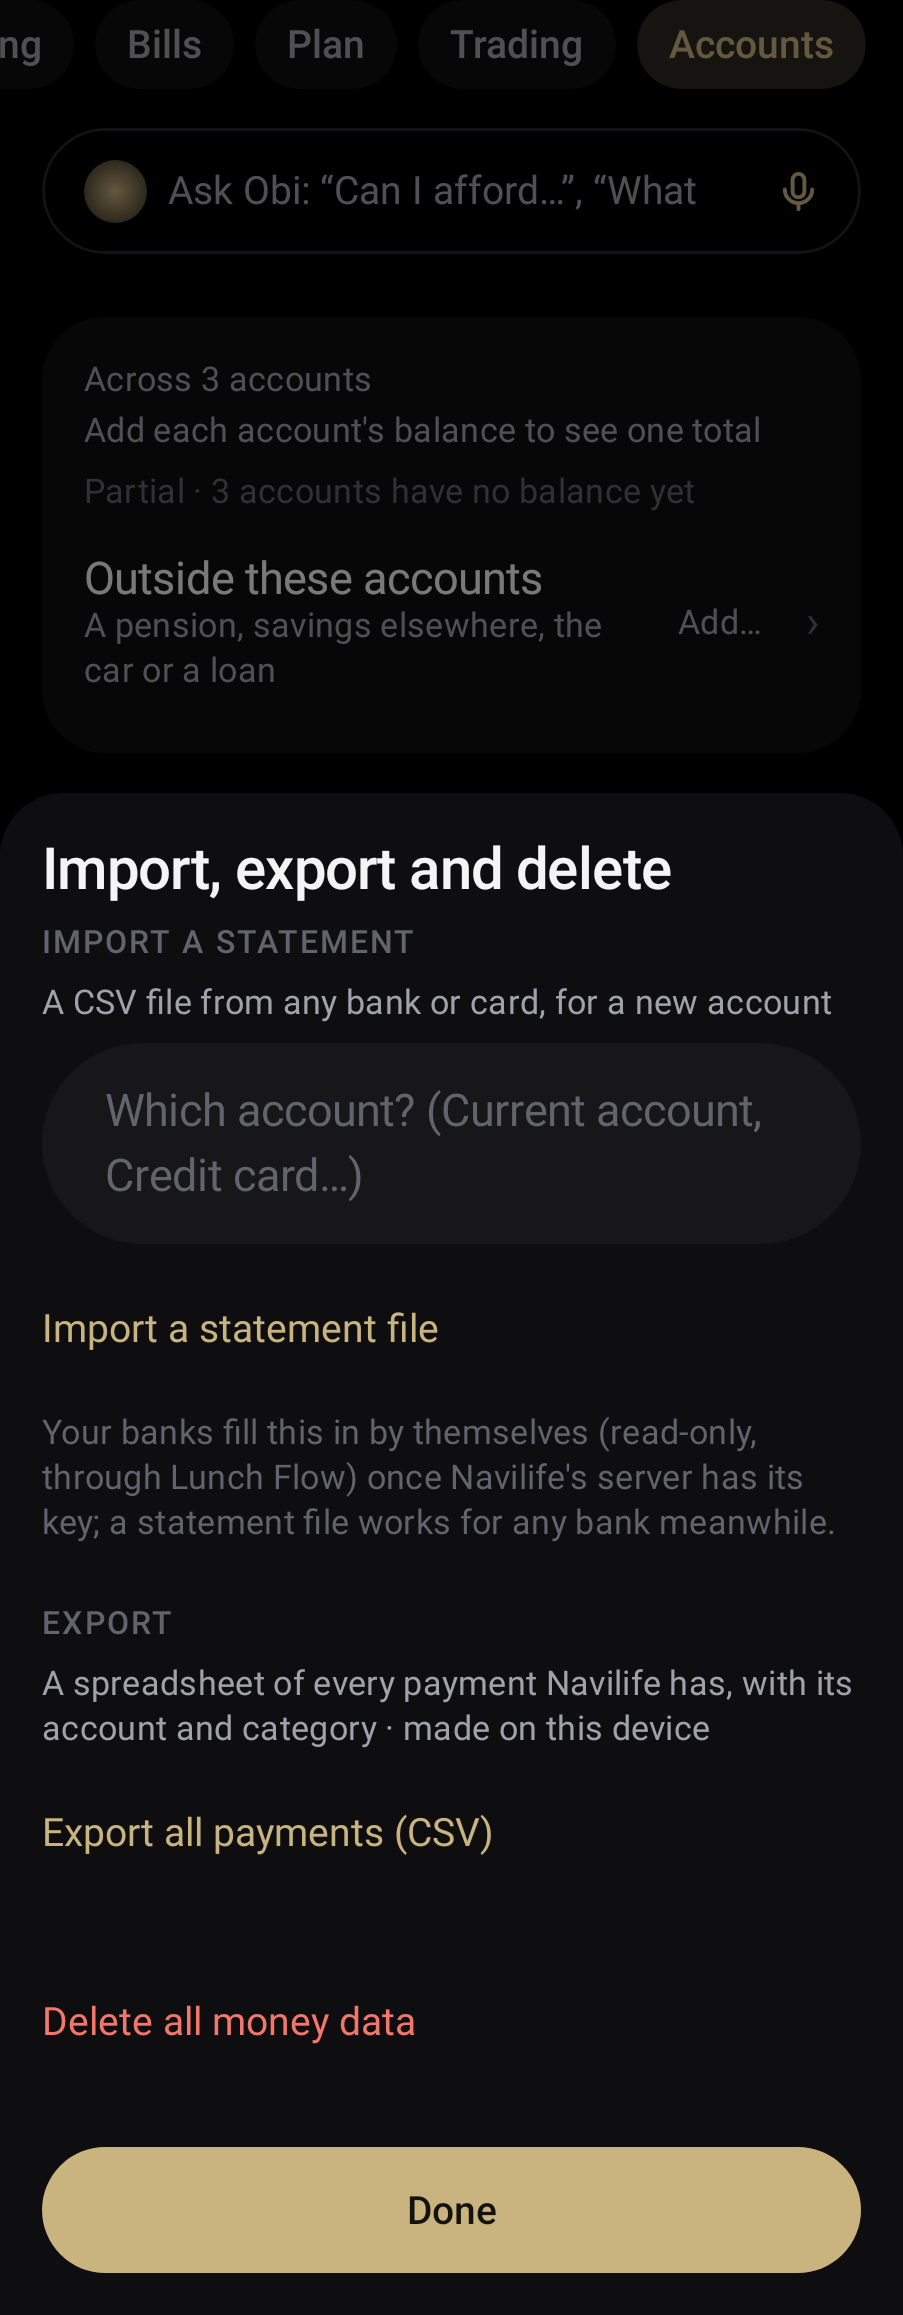 ng
Bills
Plan
Trading
Accounts
Ask Obi: “Can I afford…”, “What
Across 3 accounts
Add each account's balance to see one total
Partial · 3 accounts have no balance yet
Outside these accounts
A pension, savings elsewhere, the
car or a loan
Add… ›
Import, export and delete
IMPORT A STATEMENT
A CSV file from any bank or card, for a new account
Which account? (Current account,
Credit card…)
Import a statement file
Your banks fill this in by themselves (read-only,
through Lunch Flow) once Navilife's server has its
key; a statement file works for any bank meanwhile.
EXPORT
A spreadsheet of every payment Navilife has, with its
account and category · made on this device
Export all payments (CSV)
Delete all money data
Done